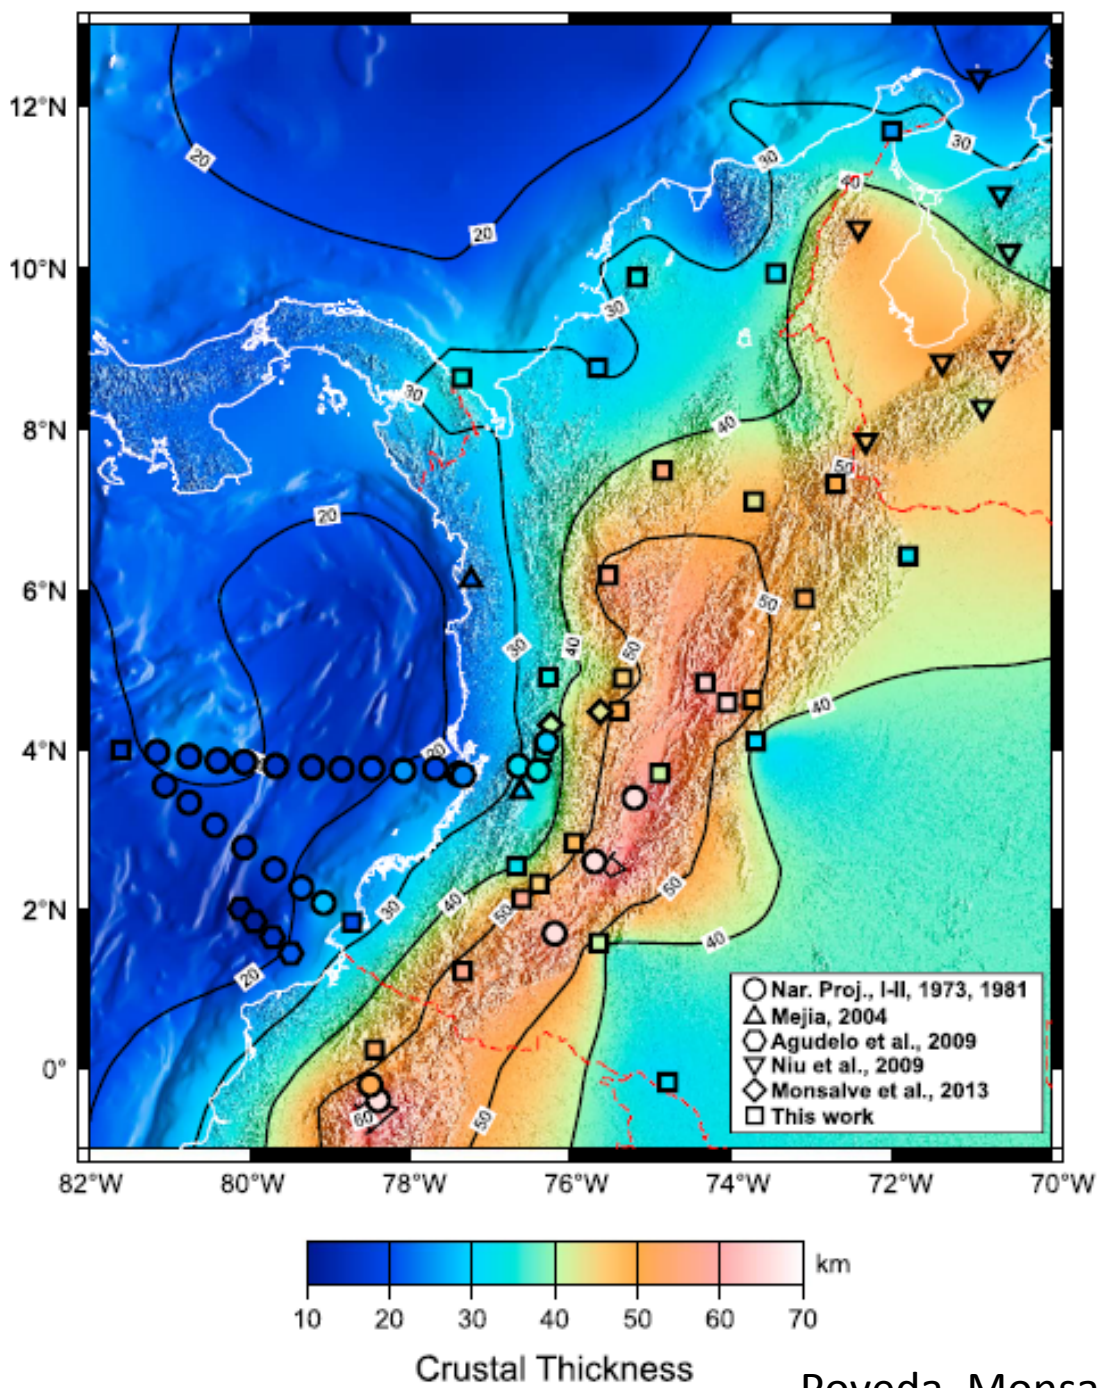 12°N
10°N
8°N
6°N
4°N
2°N
0°
20
20
30
30
40
30
30
40
50
20
30
40
50
50
40
20
30
40
50
50
40
20
60
50
Nar. Proj., I-II, 1973, 1981
Mejia, 2004
Agudelo et al., 2009
Niu et al., 2009
Monsalve et al., 2013
This work
82°W 80°W 78°W 76°W 74°W 72°W 70°W
km
10 20 30 40 50 60 70
Crustal Thickness